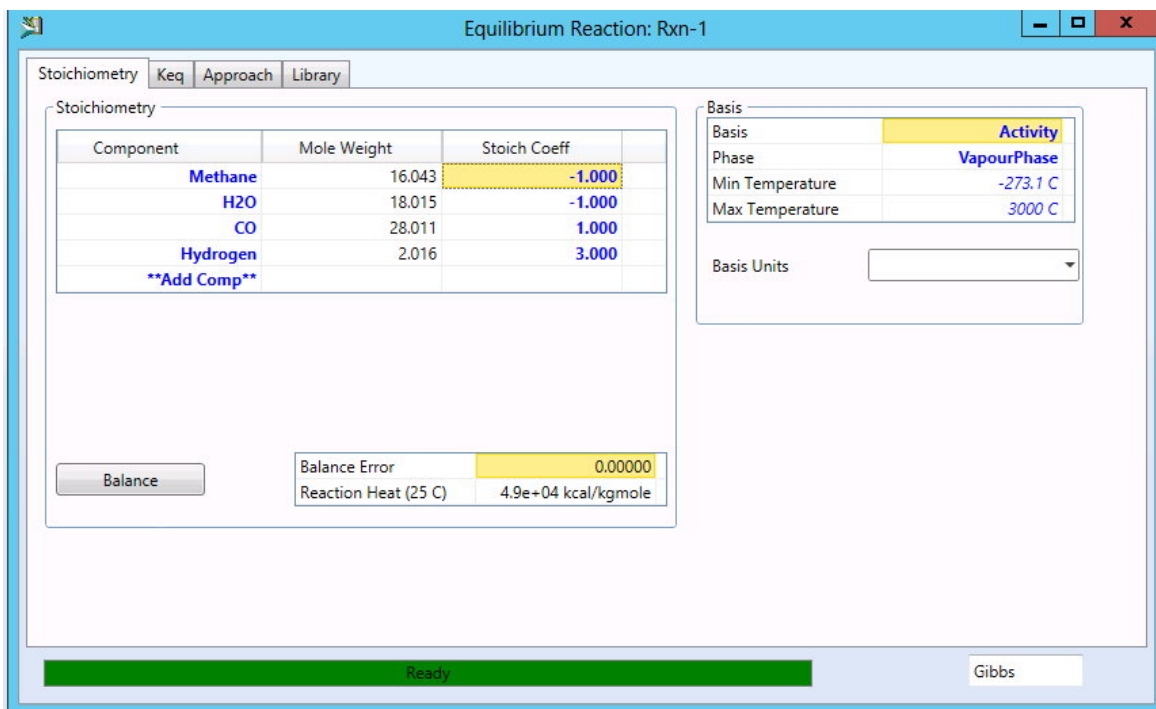 Equilibrium Reaction: Rxn-1
Stoichiometry Keq Approach Library
Stoichiometry
Component Mole Weight Stoich Coeff
Methane 16.043 -1.000
H2O 18.015 -1.000
CO 28.011 1.000
Hydrogen 2.016 3.000
**Add Comp**
Balance
Balance Error 0.00000
Reaction Heat (25 C) 4.9e+04 kcal/kgmole
Basis
Basis Activity
Phase VapourPhase
Min Temperature -273.1 C
Max Temperature 3000 C
Basis Units
Ready
Gibbs